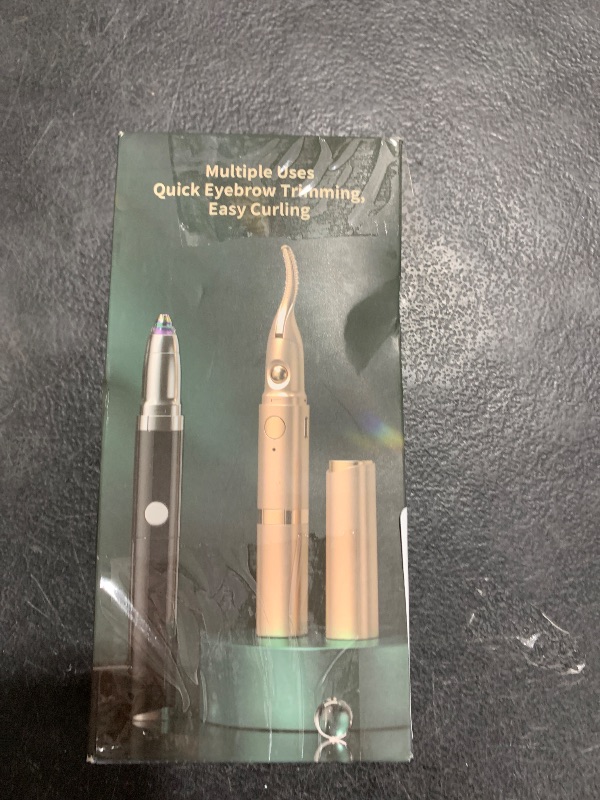 Multiple Uses
Quick Eyebrow Trimming,
Easy Curling